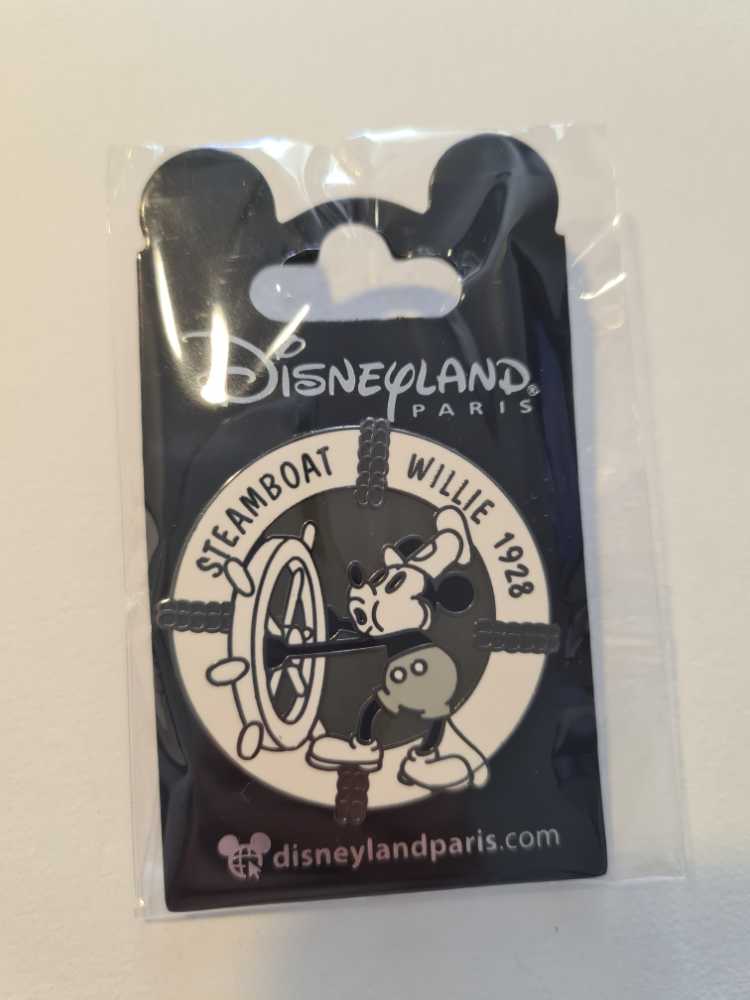 DISNEYLAND®
PARIS
STEAMBOAT WILLIE 1928
disneylandparis.com